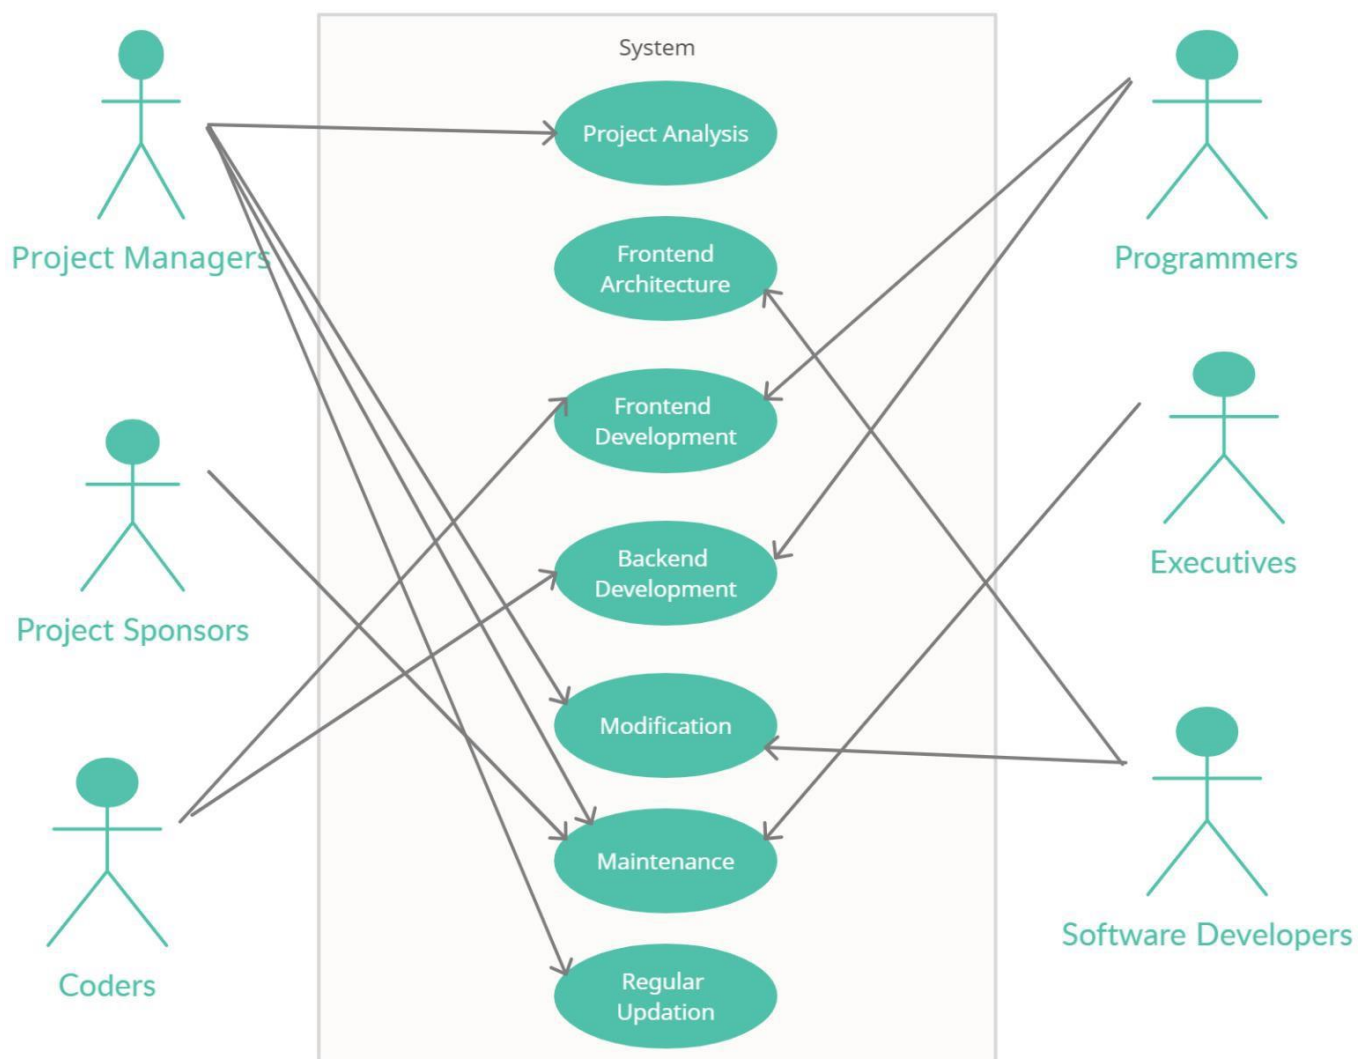 System
Project Analysis
Project Managers
Programmers
Frontend
Architecture
Frontend
Development
Backend
Development
Executives
Project Sponsors
Modification
Maintenance
Software Developers
Coders
Regular
Updation